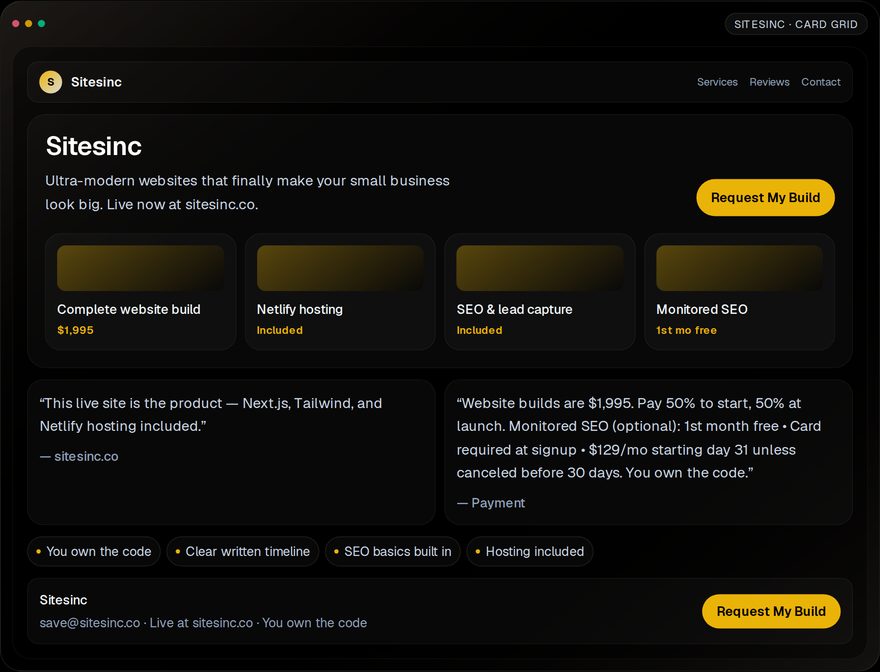 SITESINC · CARD GRID
S
Sitesinc
Services
Reviews
Contact
Sitesinc
Ultra-modern websites that finally make your small business
look big. Live now at sitesinc.co.
Request My Build
Complete website build
$1,995
Netlify hosting
Included
SEO & lead capture
Included
Monitored SEO
1st mo free
“This live site is the product — Next.js, Tailwind, and
Netlify hosting included.”
— sitesinc.co
“Website builds are $1,995. Pay 50% to start, 50% at
launch. Monitored SEO (optional): 1st month free • Card
required at signup • $129/mo starting day 31 unless
canceled before 30 days. You own the code.”
— Payment
You own the code
Clear written timeline
SEO basics built in
Hosting included
Sitesinc
save@sitesinc.co · Live at sitesinc.co · You own the code
Request My Build